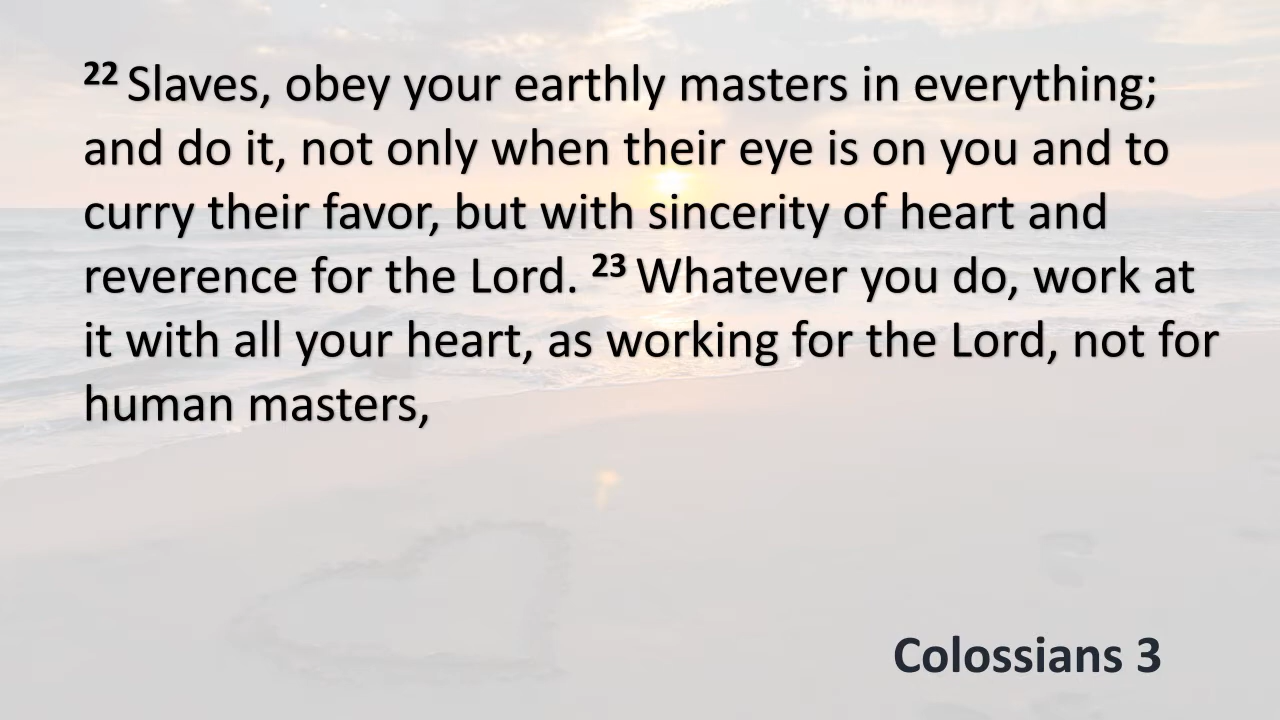 22 Slaves, obey your earthly masters in everything;
and do it, not only when their eye is on you and to
curry their favor, but with sincerity of heart and
reverence for the Lord. 23 Whatever you do, work at
it with all your heart, as working for the Lord, not for
human masters,
Colossians 3